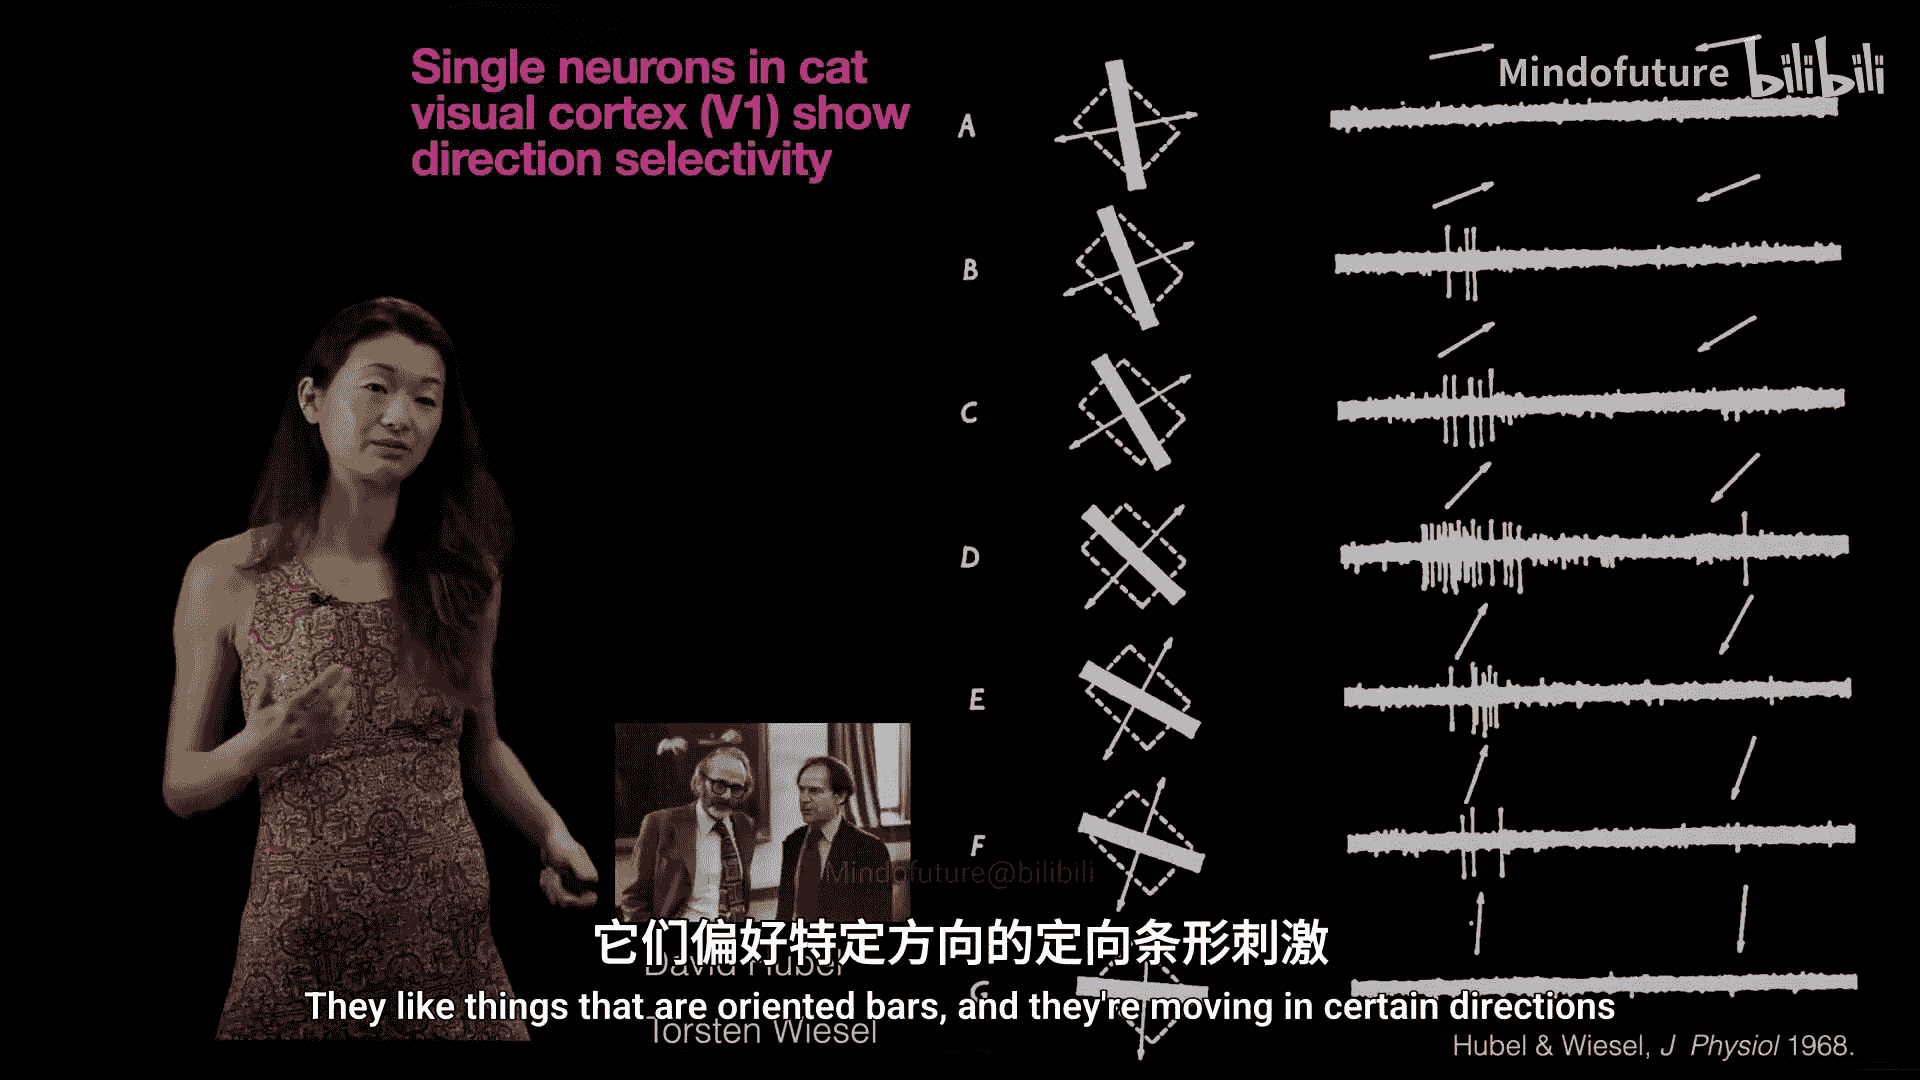 Single neurons in cat
visual cortex (V1) show
direction selectivity
Mindofuture bilibili
A
B
C
D
E
F
G
Mindofuture@bilibili
David Hubel
Torsten Wiesel
它们偏好特定方向的定向条形刺激
They like things that are oriented bars, and they're moving in certain directions
Hubel & Wiesel, J Physiol 1968.